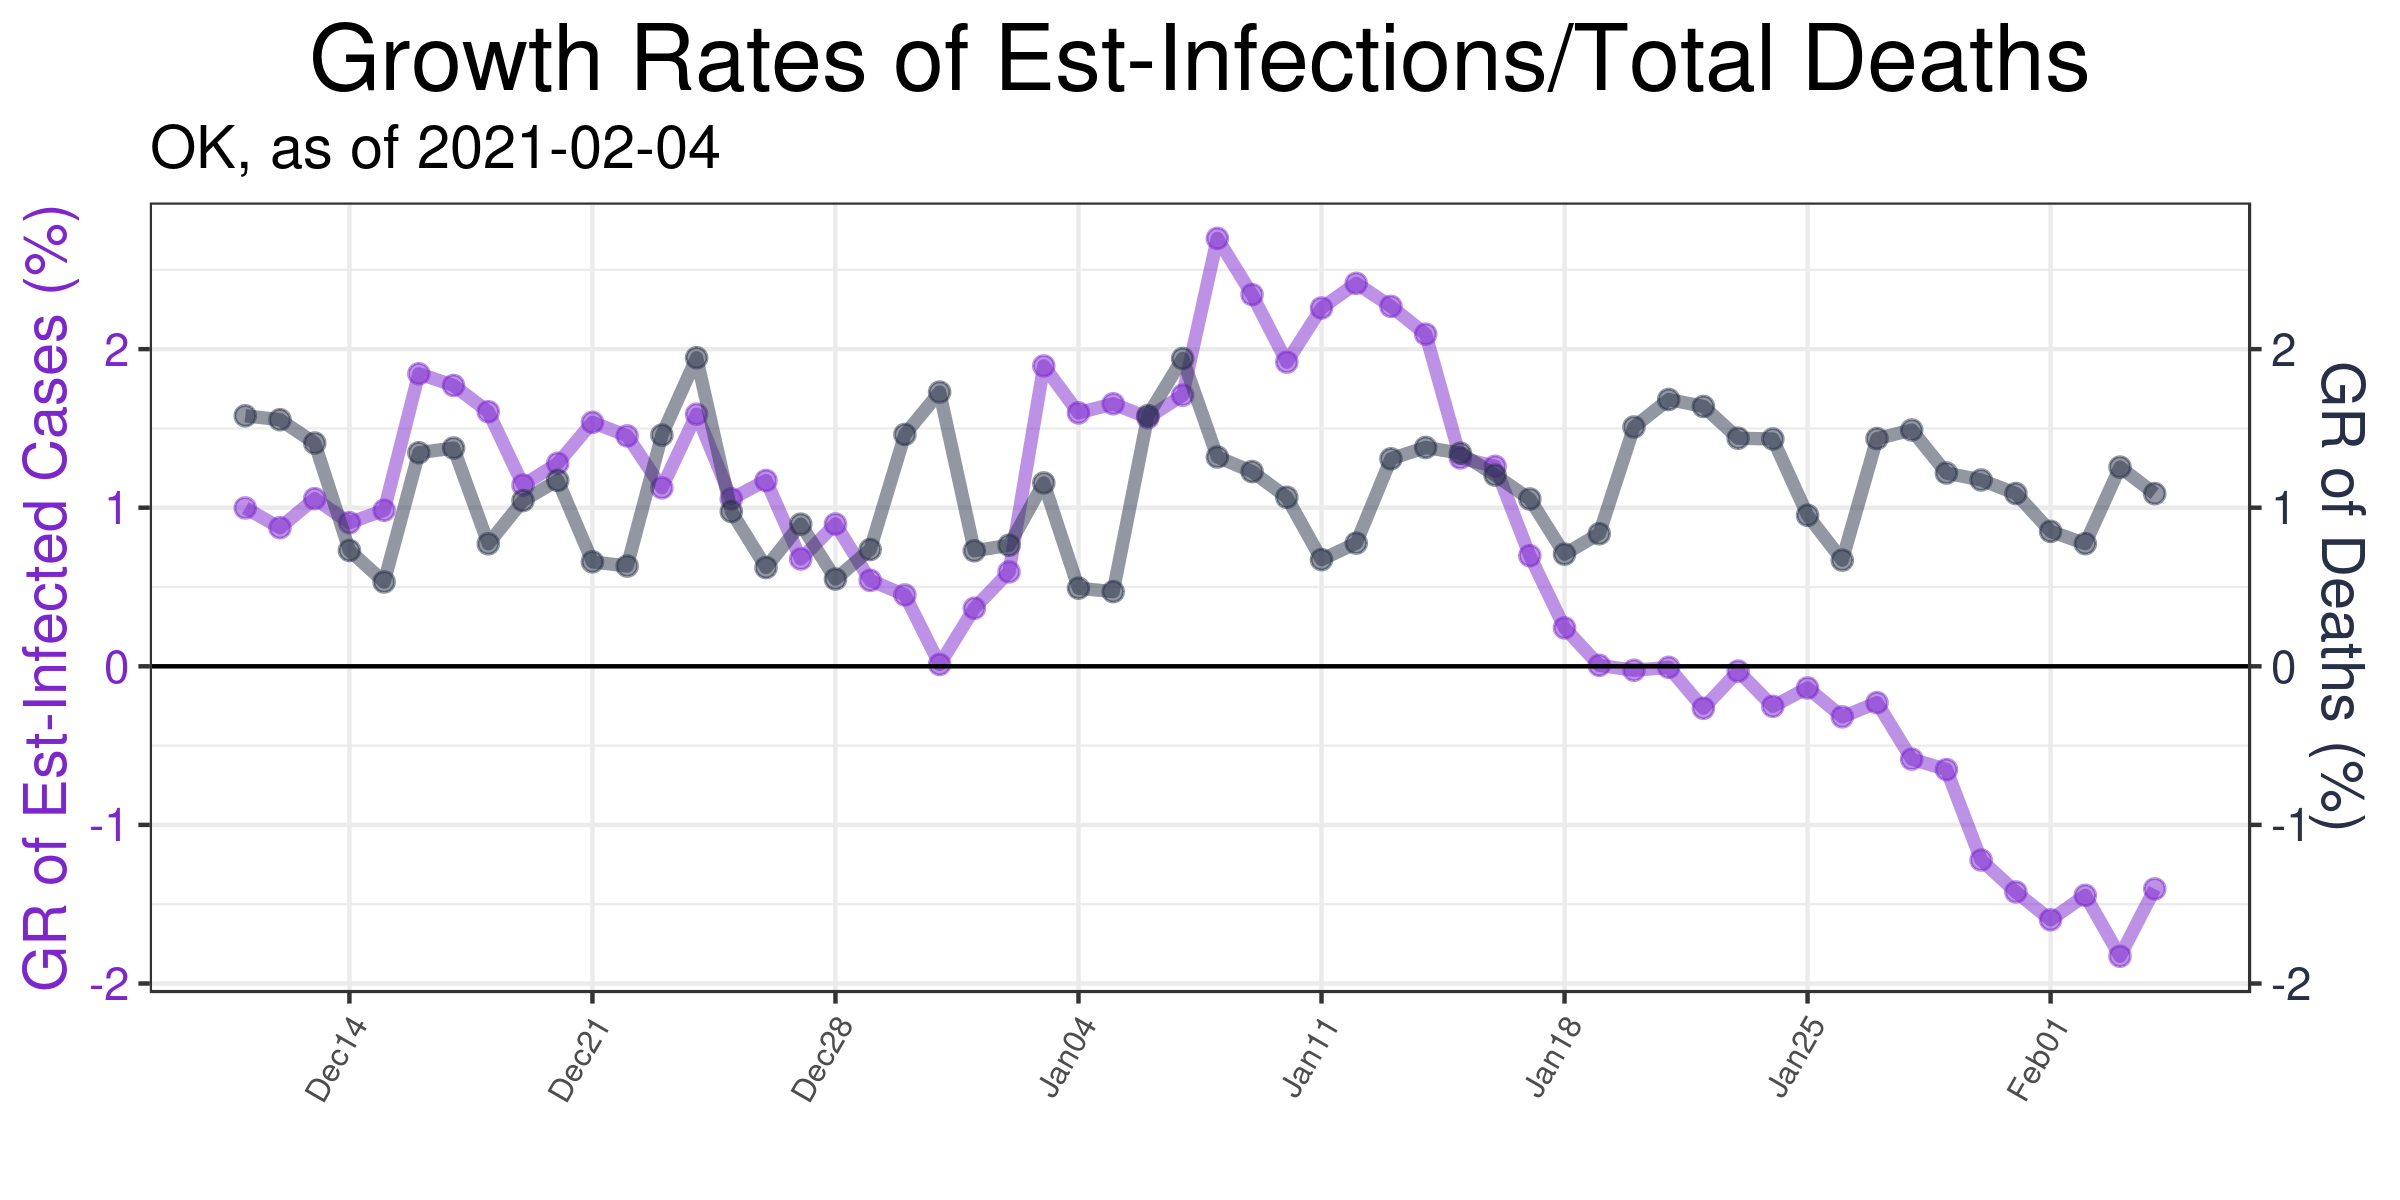 Growth Rates of Est-Infections/Total Deaths
OK, as of 2021-02-04
GR of Est-Infected Cases (%)
2
1
0
-1
-2
2
1
0
-1
-2
GR of Deaths (%)
Dec14
Dec21
Dec28
Jan04
Jan11
Jan18
Jan25
Feb01